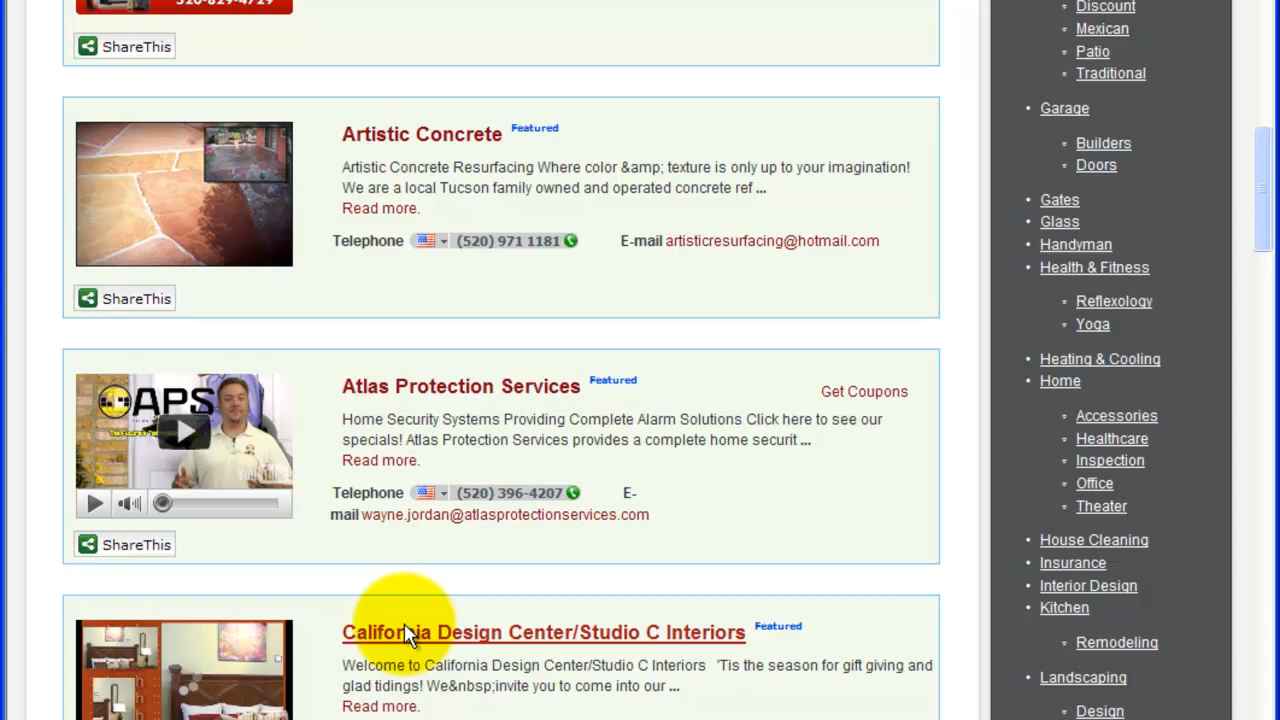 520-829-4729
ShareThis
Artistic Concrete Featured
Artistic Concrete Resurfacing Where color &amp; texture is only up to your imagination!
We are a local Tucson family owned and operated concrete ref ...
Read more.
Telephone (520) 971 1181 E-mail artisticresurfacing@hotmail.com
ShareThis
APS
Atlas Protection Services Featured
Get Coupons
Home Security Systems Providing Complete Alarm Solutions Click here to see our
specials! Atlas Protection Services provides a complete home securit ...
Read more.
Telephone (520) 396-4207 E-
mail wayne.jordan@atlasprotectionservices.com
ShareThis
California Design Center/Studio C Interiors Featured
Welcome to California Design Center/Studio C Interiors 'Tis the season for gift giving and
glad tidings! We&nbsp;invite you to come into our ...
Read more.
Discount
Mexican
Patio
Traditional
Garage
Builders
Doors
Gates
Glass
Handyman
Health & Fitness
Reflexology
Yoga
Heating & Cooling
Home
Accessories
Healthcare
Inspection
Office
Theater
House Cleaning
Insurance
Interior Design
Kitchen
Remodeling
Landscaping
Design